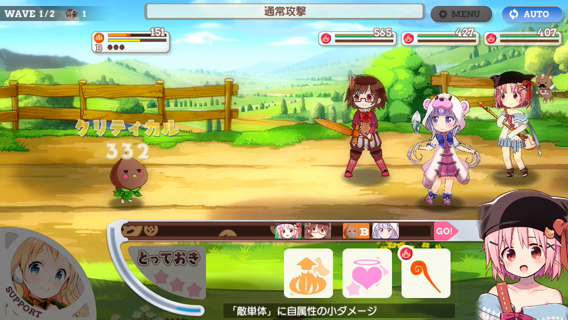 WAVE 1/2 1
通常攻撃
MENU
AUTO
151
B
565
427
407
クリティカル
332
B
GO!
とっておき
SUPPORT
「敵単体」に自属性の小ダメージ